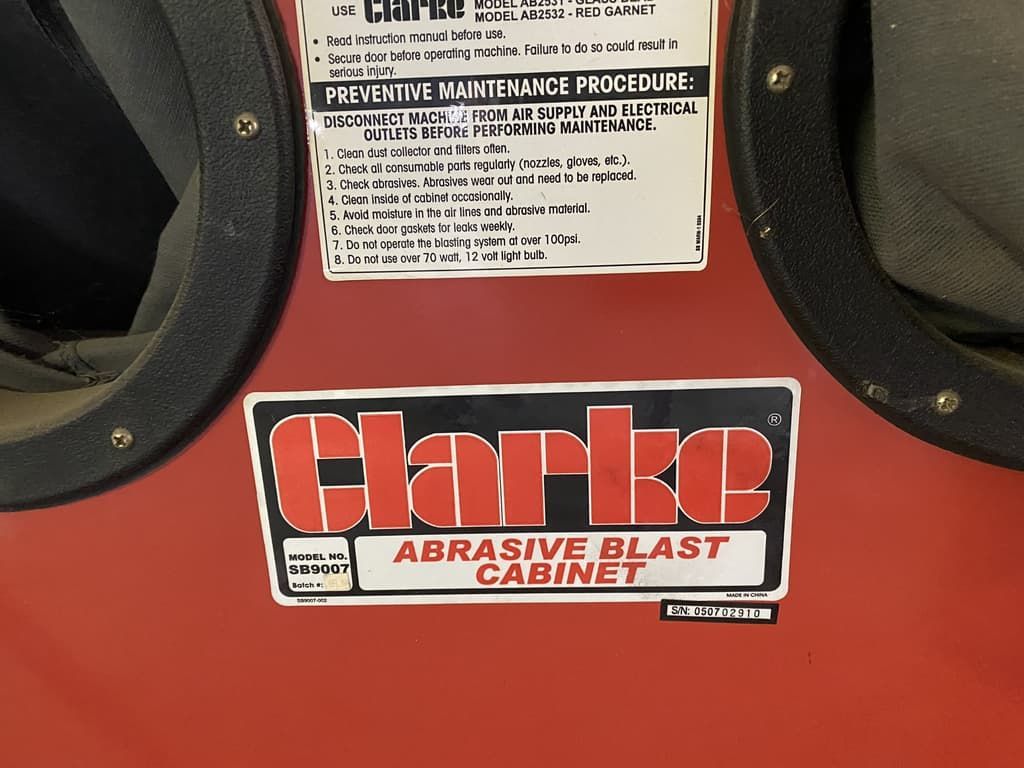 USE Clarke MODEL AB2531 - GLASS BEAD
MODEL AB2532 - RED GARNET
• Read instruction manual before use.
• Secure door before operating machine. Failure to do so could result in
serious injury.
PREVENTIVE MAINTENANCE PROCEDURE:
DISCONNECT MACHINE FROM AIR SUPPLY AND ELECTRICAL
OUTLETS BEFORE PERFORMING MAINTENANCE.
1. Clean dust collector and filters often.
2. Check all consumable parts regularly (nozzles, gloves, etc.).
3. Check abrasives. Abrasives wear out and need to be replaced.
4. Clean inside of cabinet occasionally.
5. Avoid moisture in the air lines and abrasive material.
6. Check door gaskets for leaks weekly.
7. Do not operate the blasting system at over 100psi.
8. Do not use over 70 watt, 12 volt light bulb.
Clarke ®
MODEL NO.
SB9007
Batch #:
ABRASIVE BLAST
CABINET
SB9007-002
MADE IN CHINA
S/N: 050702910